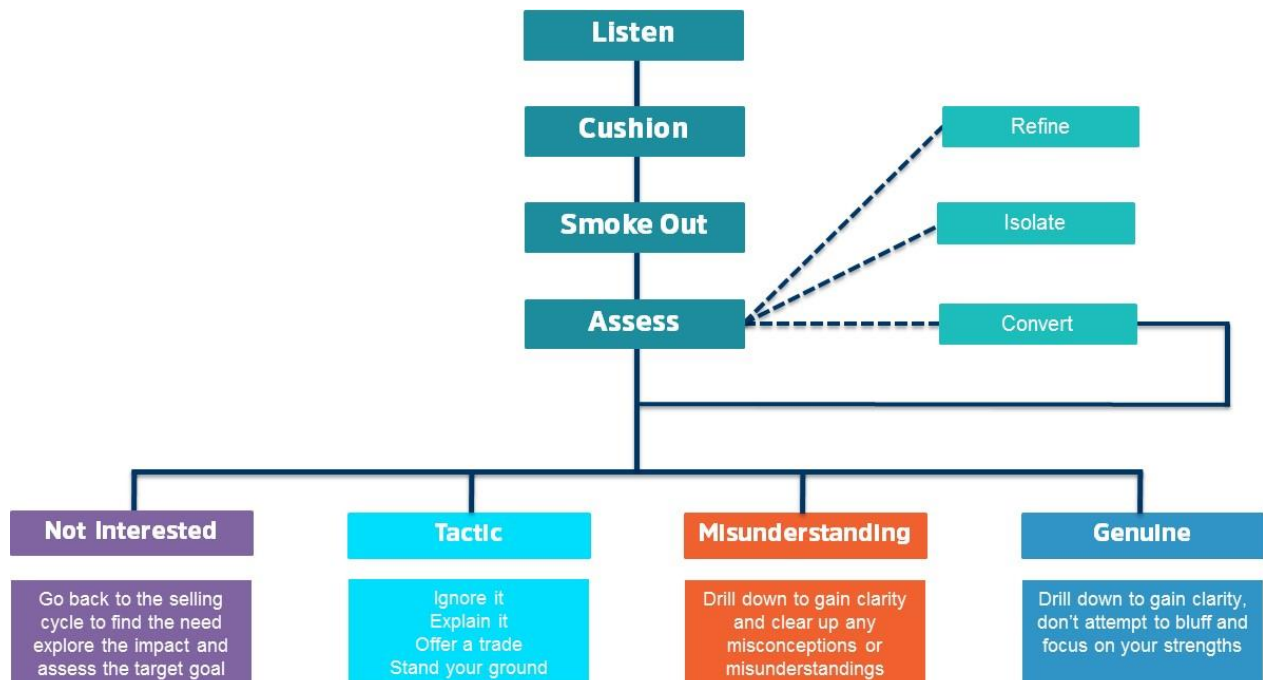 Listen
Cushion
Refine
Smoke Out
Isolate
Assess
Convert
Not Interested
Tactic
Misunderstanding
Genuine
Go back to the selling
cycle to find the need
explore the impact and
assess the target goal
Ignore it
Explain it
Offer a trade
Stand your ground
Drill down to gain clarity
and clear up any
misconceptions or
misunderstandings
Drill down to gain clarity,
don't attempt to bluff and
focus on your strengths